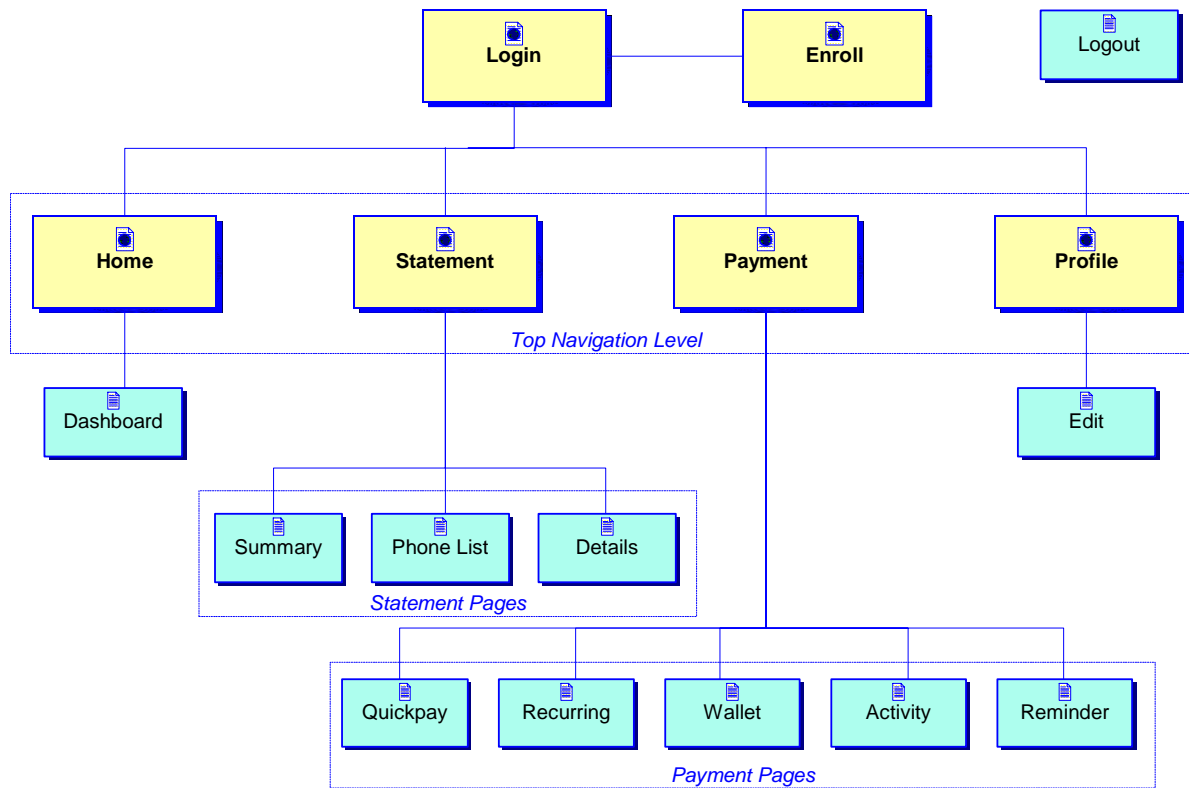 Login
Enroll
Logout
Home
Statement
Payment
Profile
Top Navigation Level
Dashboard
Edit
Summary
Phone List
Details
Statement Pages
Quickpay
Recurring
Wallet
Activity
Reminder
Payment Pages